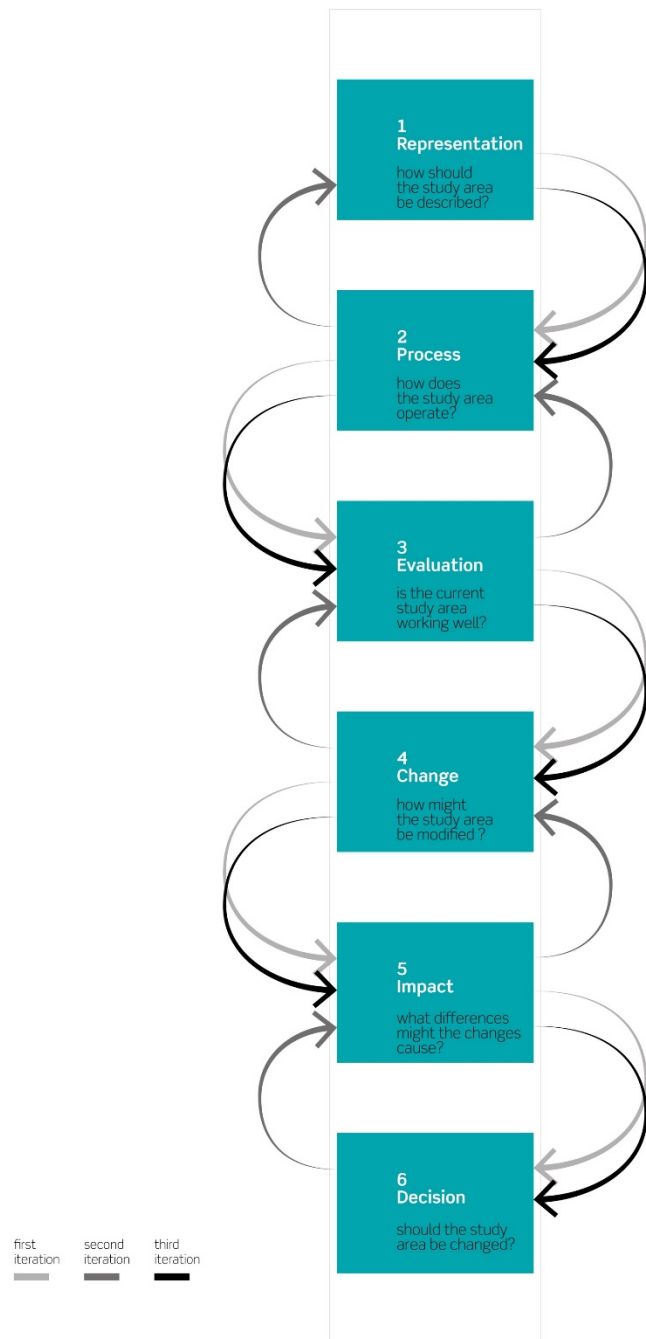 1
Representation
how should
the study area
be described?
2
Process
how does
the study area
operate?
3
Evaluation
is the current
study area
working well?
4
Change
how might
the study area
be modified ?
5
Impact
what differences
might the changes
cause?
6
Decision
should the study
area be changed?
first
iteration
second
iteration
third
iteration